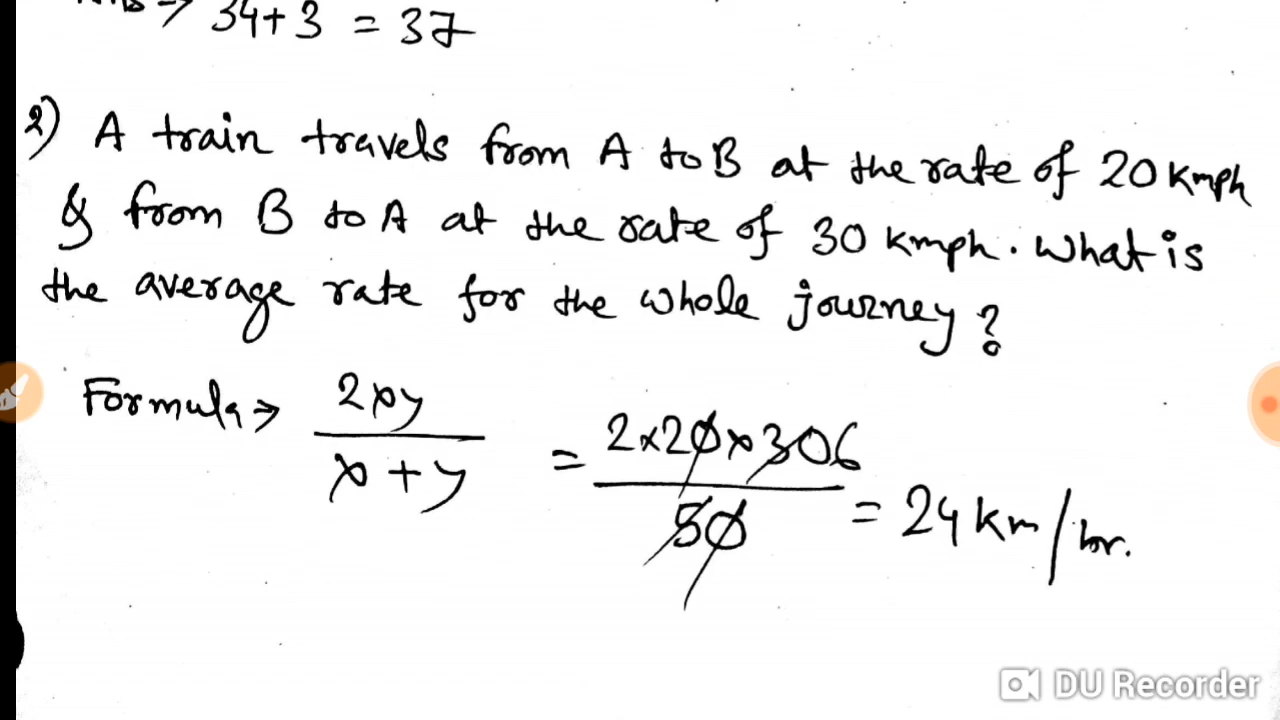 → 34+3 = 37
2) A train travels from A to B at the rate of 20 Kmph
& from B to A at the rate of 30 Kmph. What is
the average rate for the whole journey?
Formula → 2xy / x+y = 2×20×30 6 / 50 = 24 Km/hr.
DU Recorder